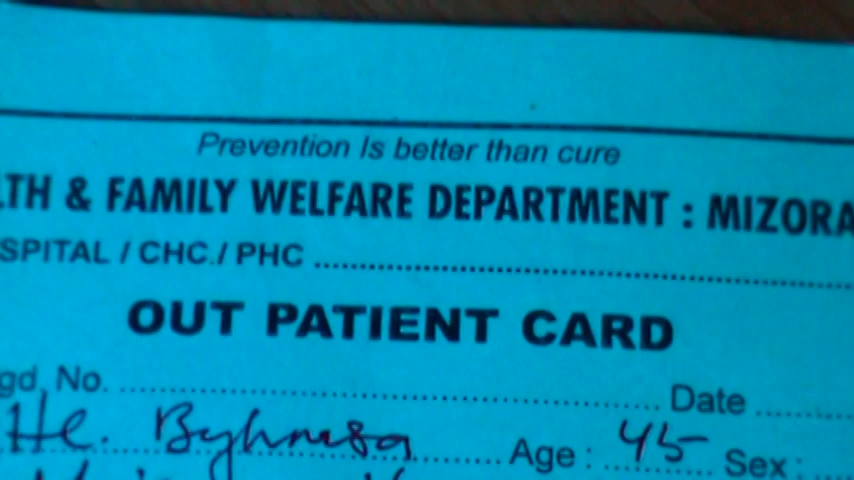 Prevention Is better than cure
LTH & FAMILY WELFARE DEPARTMENT : MIZORA
SPITAL / CHC./ PHC
OUT PATIENT CARD
gd. No. Date
Age : 45 Sex :